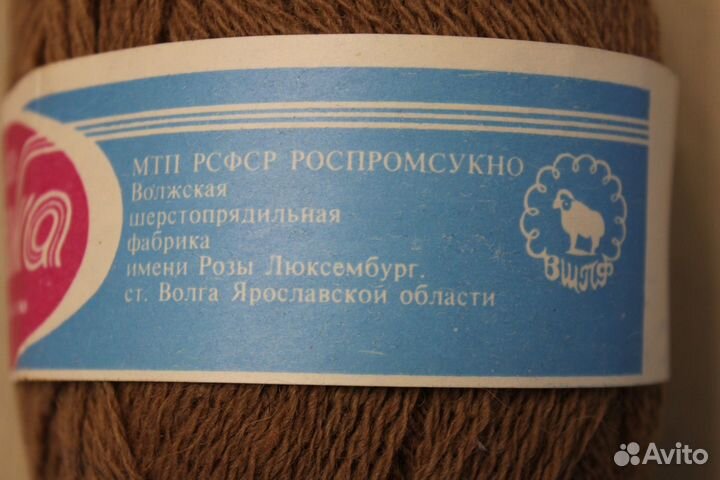 МТП РСФСР РОСПРОМСУКНО
Волжская
шерстопрядильная
фабрика
имени Розы Люксембург.
ст. Волга Ярославской области
ВШПФ
Avito